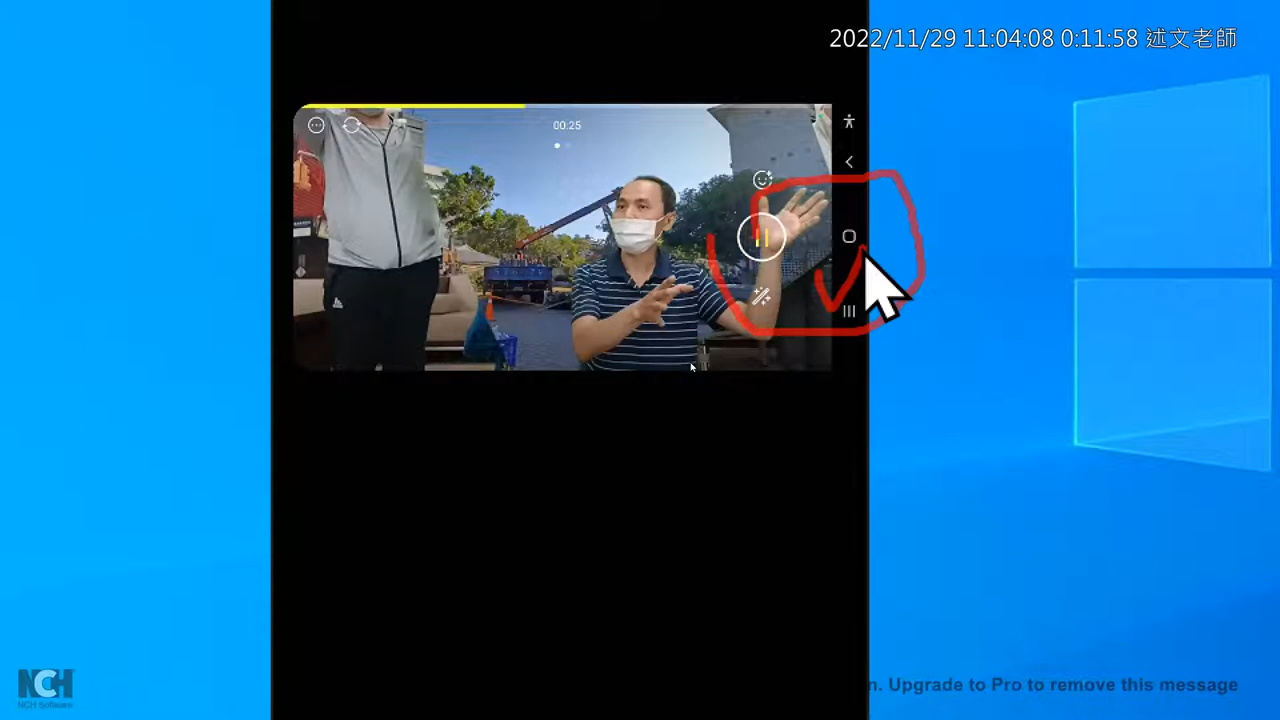 2022/11/29 11:04:08 0:11:58 述文老師
00:25
NCH
NCH Software
n. Upgrade to Pro to remove this message